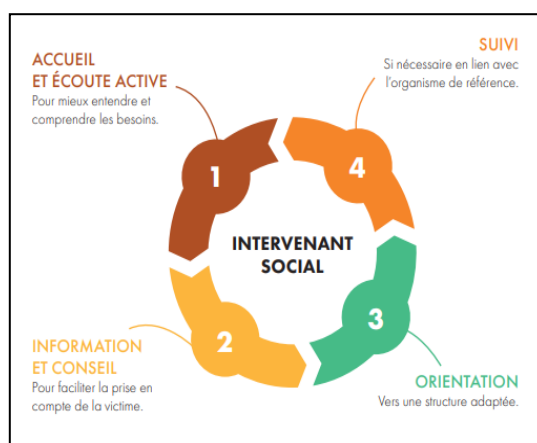 ACCUEIL
ET ÉCOUTE ACTIVE
Pour mieux entendre et
comprendre les besoins.
1
INFORMATION
ET CONSEIL
Pour faciliter la prise en
compte de la victime.
2
ORIENTATION
Vers une structure adaptée.
3
SUIVI
Si nécessaire en lien avec
l'organisme de référence.
4
INTERVENANT
SOCIAL